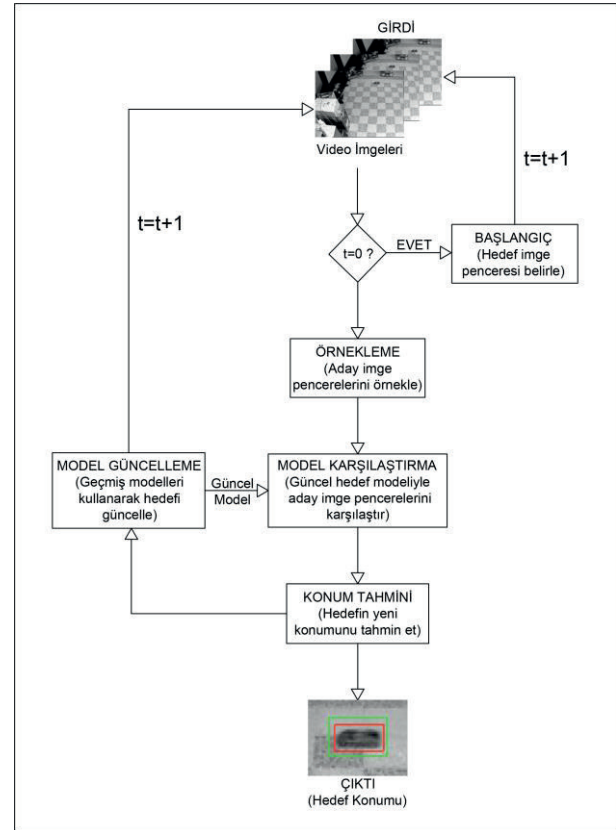 GİRDİ
Video İmgeleri
t=t+1
t=t+1
t=0 ?
EVET
BAŞLANGIÇ
(Hedef imge
penceresi belirle)
ÖRNEKLEME
(Aday imge
pencerelerini örnekle)
MODEL GÜNCELLEME
(Geçmiş modelleri
kullanarak hedefi
güncelle)
Güncel
Model
MODEL KARŞILAŞTIRMA
(Güncel hedef modeliyle
aday imge pencerelerini
karşılaştır)
KONUM TAHMİNİ
(Hedefin yeni
konumunu tahmin et)
ÇIKTI
(Hedef Konumu)